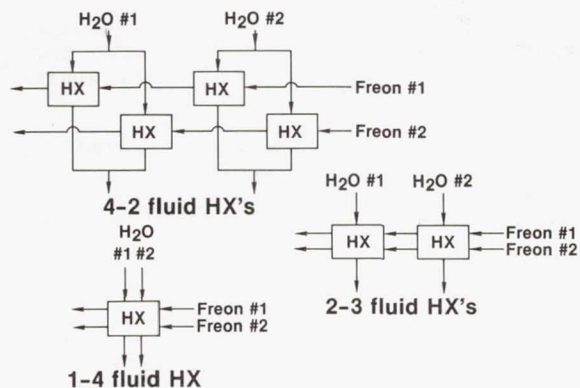 H₂O #1 H₂O #2
HX HX Freon #1
HX HX Freon #2
4-2 fluid HX's
H₂O #1 H₂O #2
HX HX Freon #1
Freon #2
2-3 fluid HX's
H₂O
#1 #2
HX Freon #1
Freon #2
1-4 fluid HX